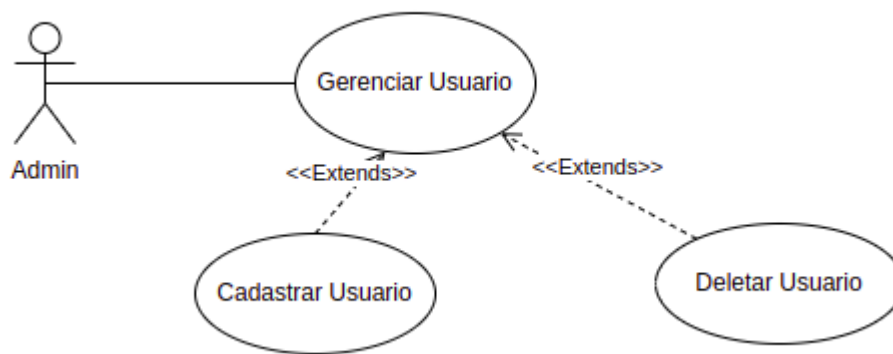 Gerenciar Usuario
Admin
<<Extends>>
<<Extends>>
Cadastrar Usuario
Deletar Usuario